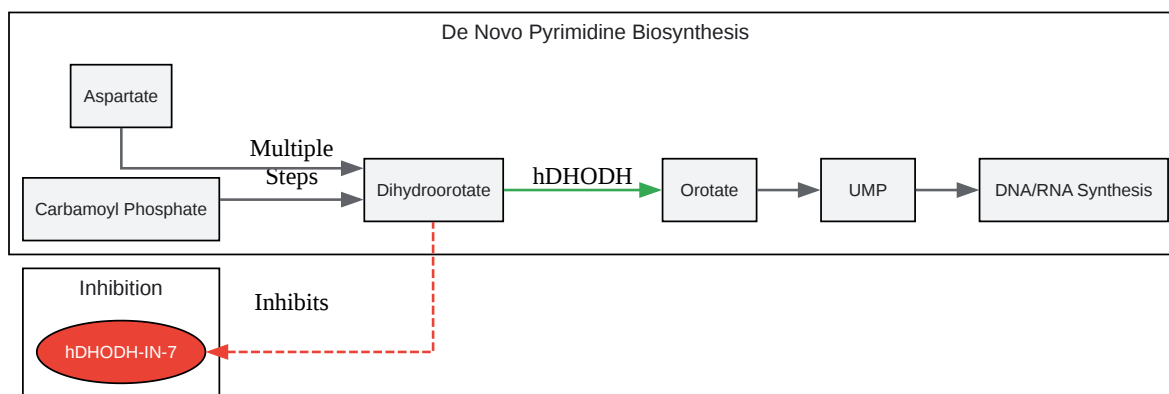 De Novo Pyrimidine Biosynthesis
Aspartate
Multiple
Steps
Carbamoyl Phosphate
Dihydroorotate
hDHODH
Orotate
UMP
DNA/RNA Synthesis
Inhibition
Inhibits
hDHODH-IN-7